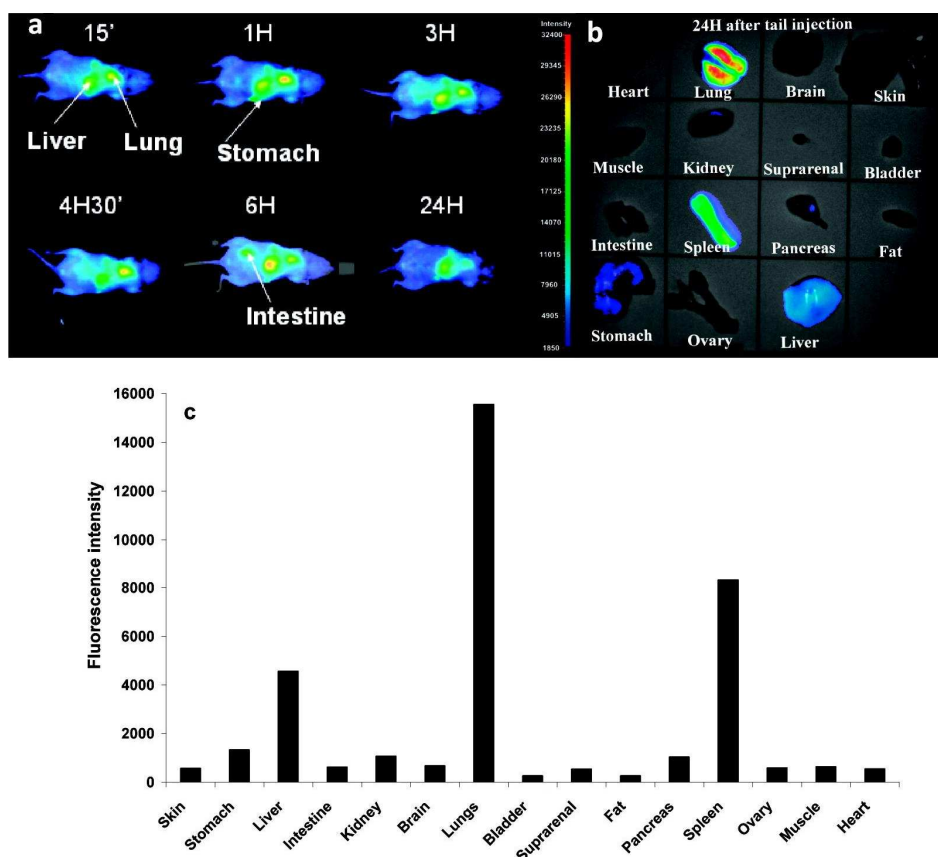 a
15’ 1H 3H
Liver Lung Stomach
4H30’ 6H 24H
Intestine
Intensity
32400
29345
26290
23235
20180
17125
14070
11015
7960
4905
1850
b
24H after tail injection
Heart Lung Brain Skin
Muscle Kidney Suprarenal Bladder
Intestine Spleen Pancreas Fat
Stomach Ovary Liver
c
Fluorescence intensity
16000
14000
12000
10000
8000
6000
4000
2000
0
Skin Stomach Liver Intestine Kidney Brain Lungs Bladder Suprarenal Fat Pancreas Spleen Ovary Muscle Heart